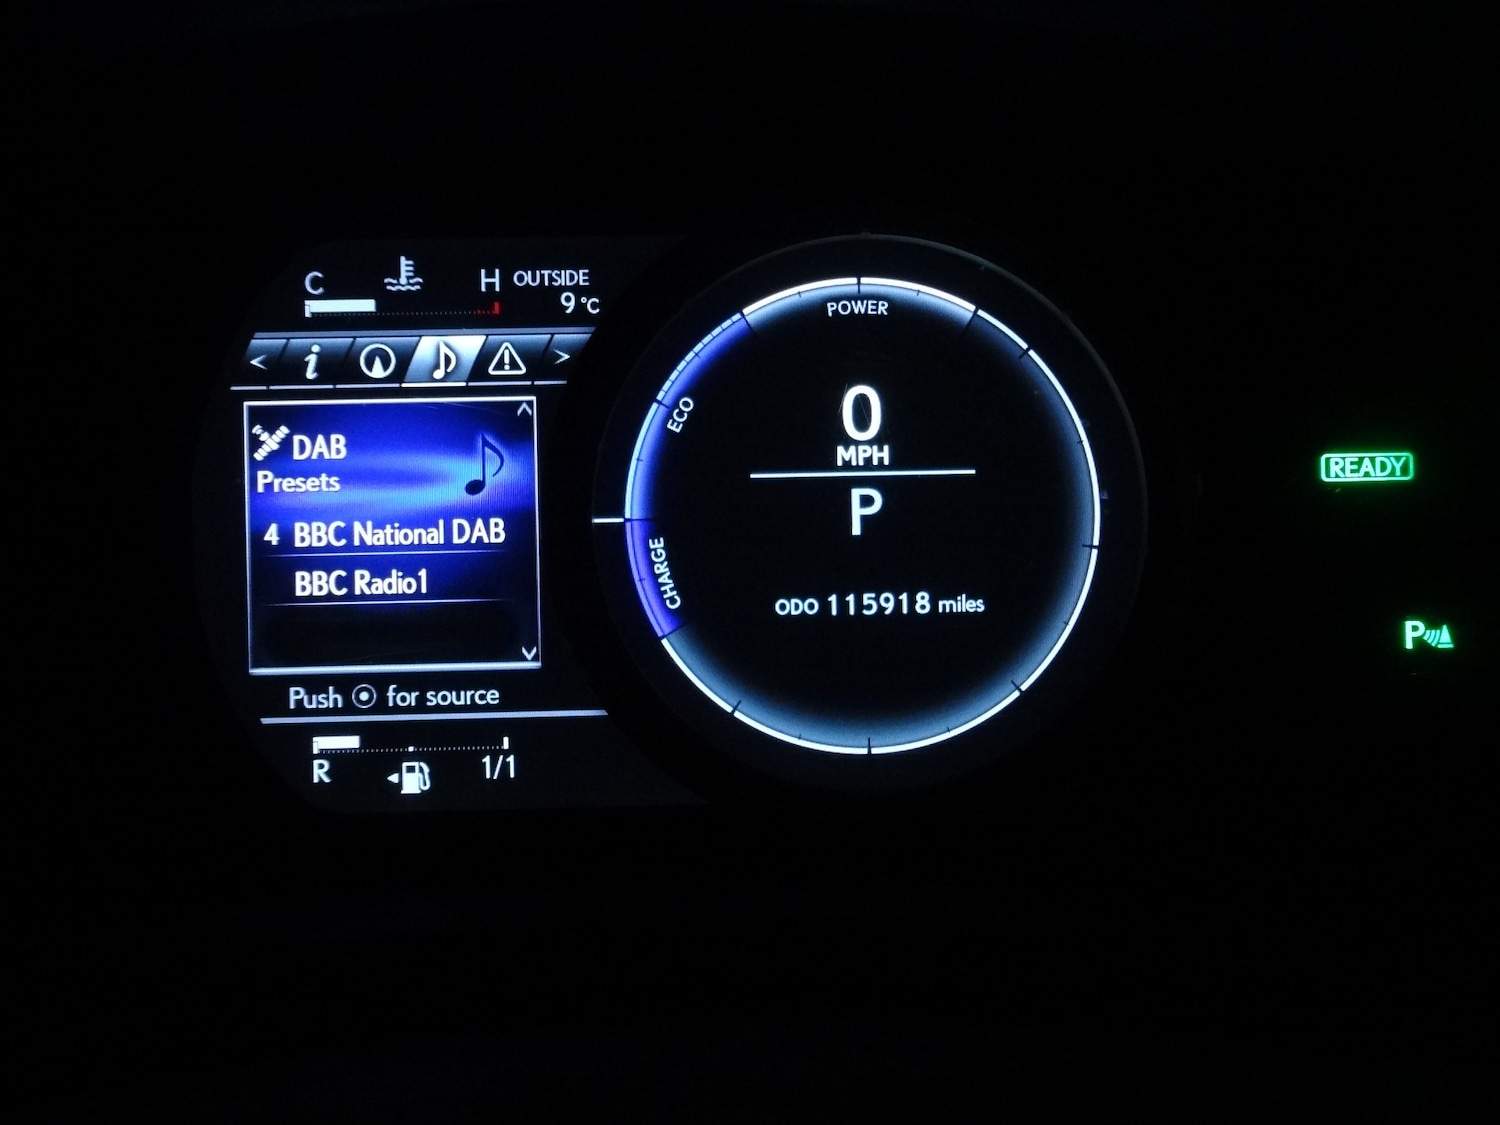 C H OUTSIDE
9°C
< i >
DAB
Presets
4 BBC National DAB
BBC Radio1
Push for source
R 1/1
POWER
ECO
CHARGE
0
MPH
P
ODO 115918 miles
READY
P